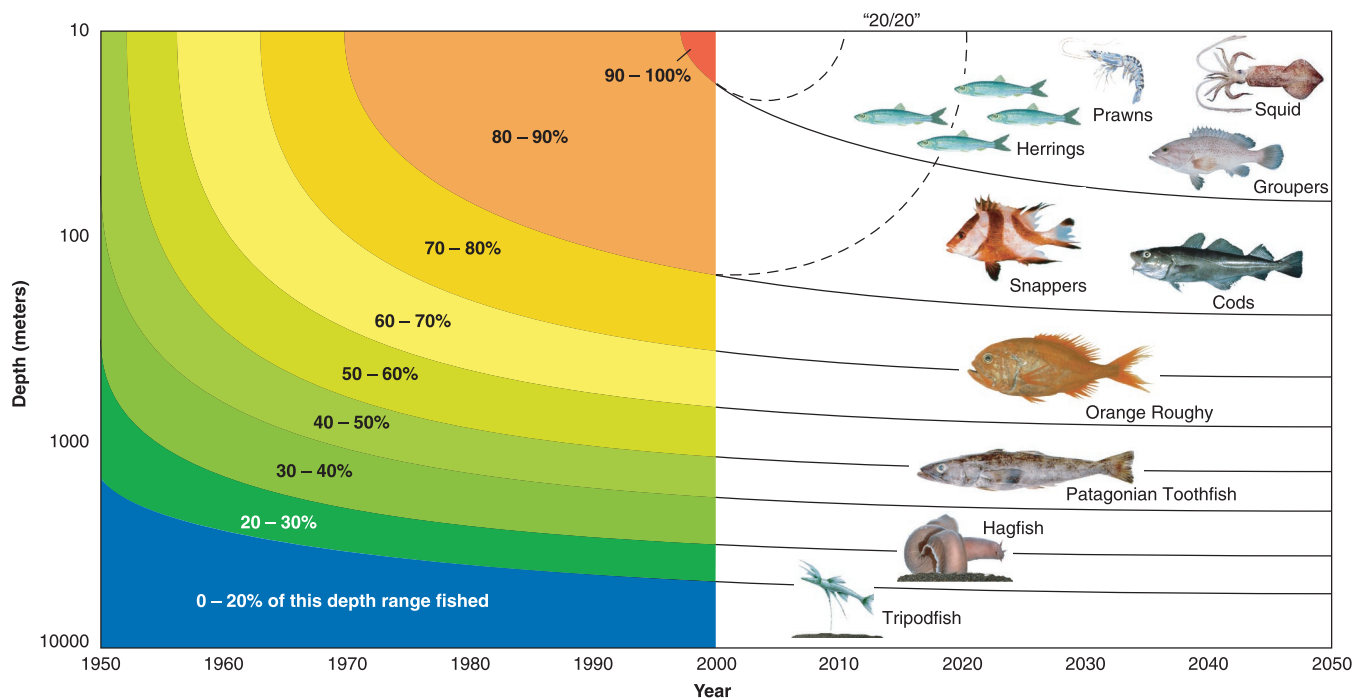 “20/20”
10
90 – 100%
Prawns
Squid
80 – 90%
Herrings
Groupers
100
70 – 80%
Snappers
Cods
60 – 70%
Depth (meters)
50 – 60%
Orange Roughy
40 – 50%
1000
30 – 40%
Patagonian Toothfish
20 – 30%
Hagfish
0 – 20% of this depth range fished
Tripodfish
10000
1950 1960 1970 1980 1990 2000 2010 2020 2030 2040 2050
Year